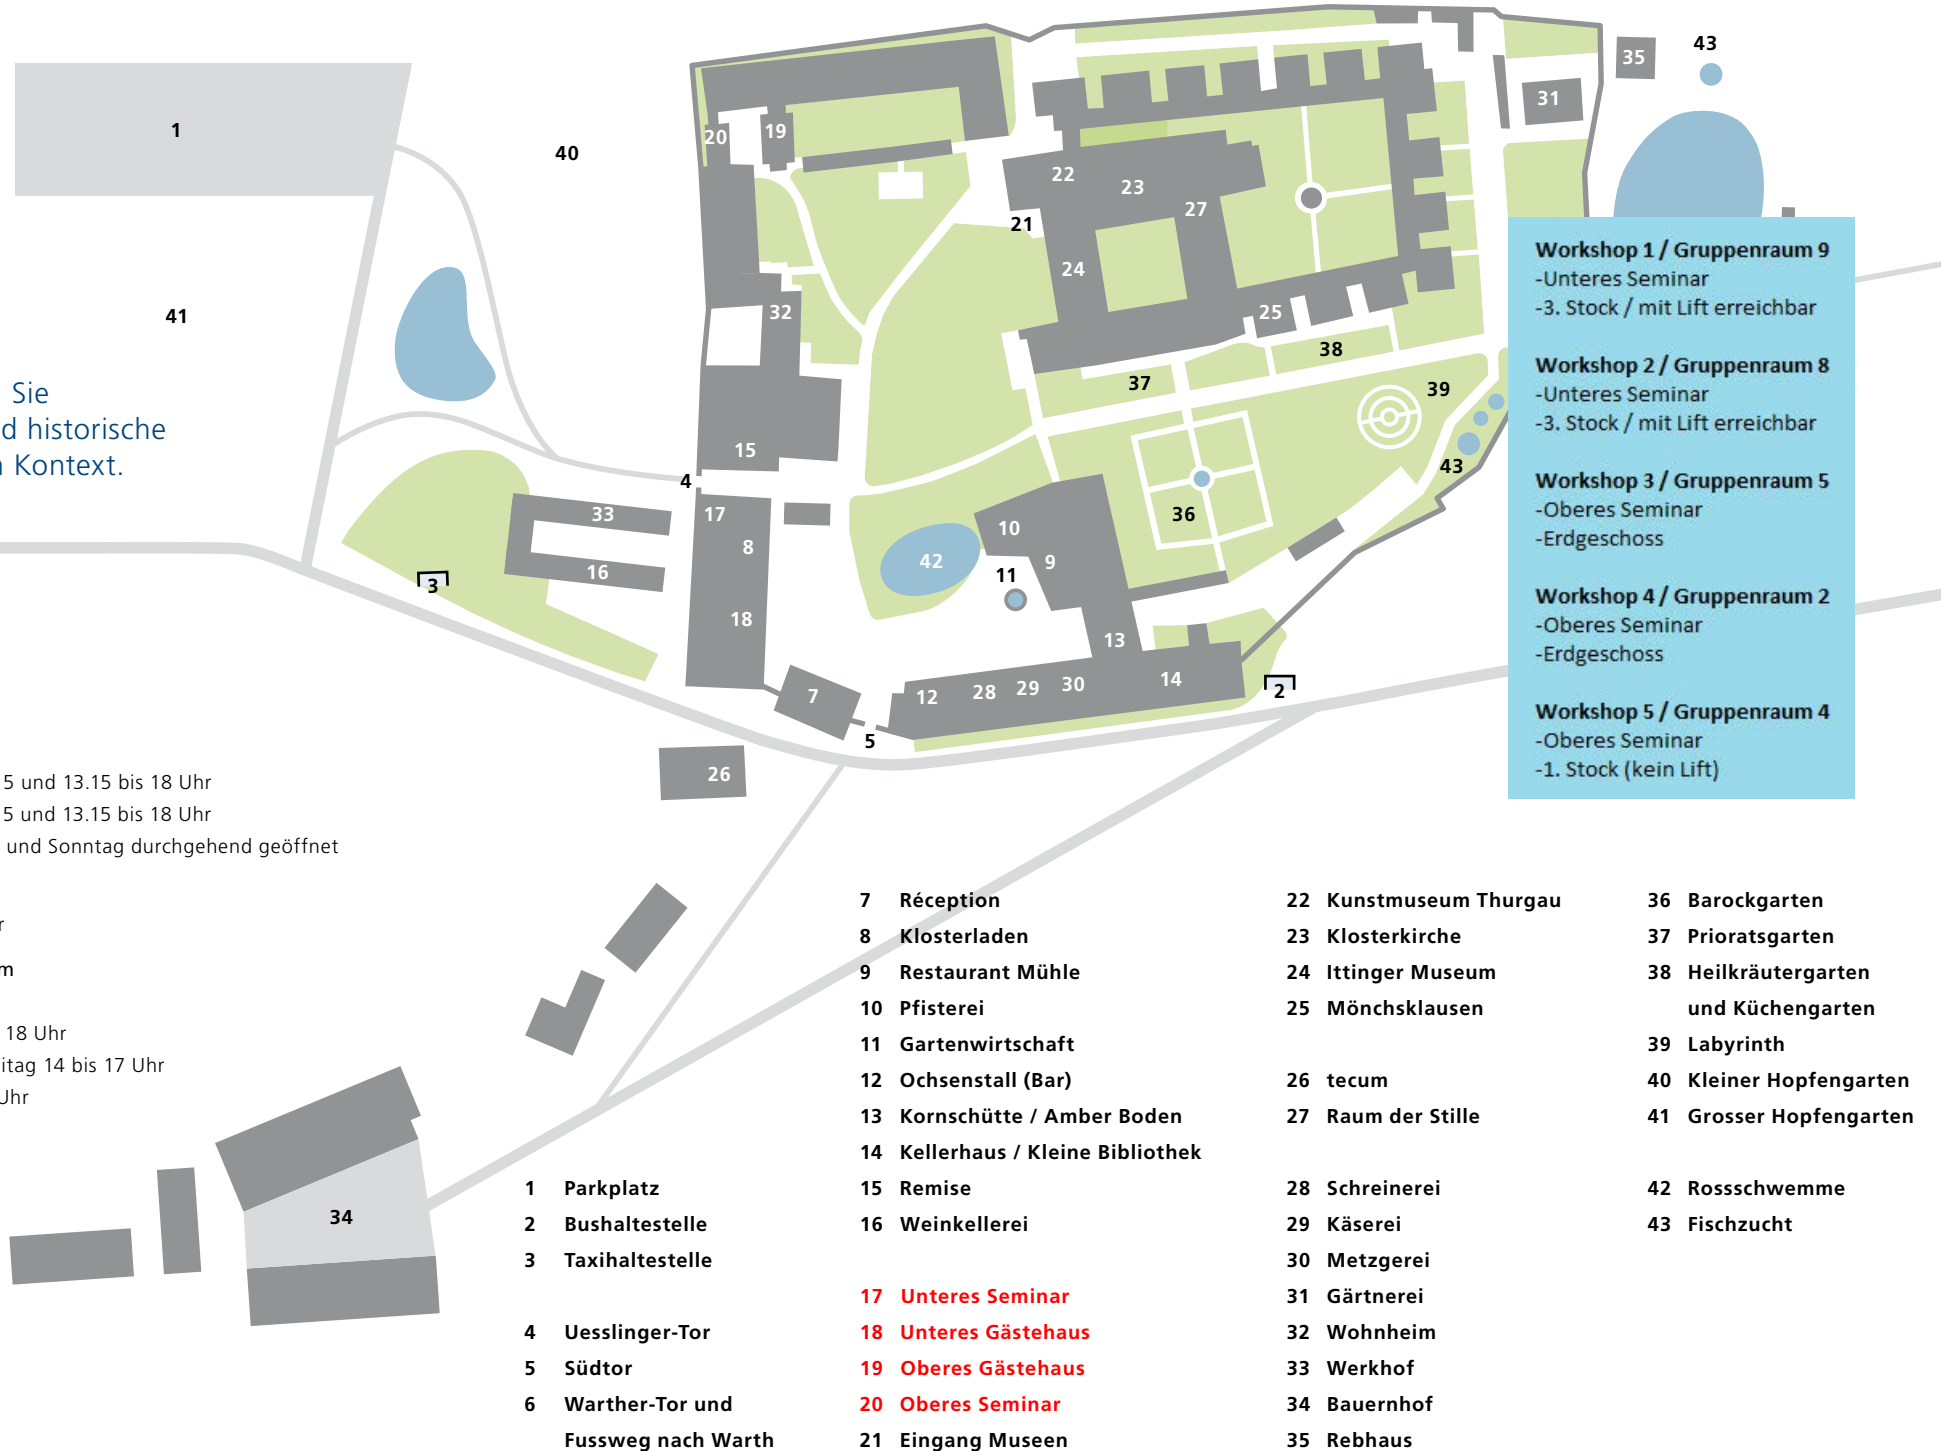 1
40
41
20
19
22
23
27
21
24
25
32
35
43
31
38
37
39
43
15
4
17
33
8
16
3
18
42
10
9
11
36
13
14
7
12
28
29
30
2
5
26
34
Sie
d historische
Kontext.
5 und 13.15 bis 18 Uhr
5 und 13.15 bis 18 Uhr
und Sonntag durchgehend geöffnet
18 Uhr
itag 14 bis 17 Uhr
Uhr
Workshop 1 / Gruppenraum 9
-Unteres Seminar
-3. Stock / mit Lift erreichbar
Workshop 2 / Gruppenraum 8
-Unteres Seminar
-3. Stock / mit Lift erreichbar
Workshop 3 / Gruppenraum 5
-Oberes Seminar
-Erdgeschoss
Workshop 4 / Gruppenraum 2
-Oberes Seminar
-Erdgeschoss
Workshop 5 / Gruppenraum 4
-Oberes Seminar
-1. Stock (kein Lift)
1 Parkplatz
2 Bushaltestelle
3 Taxihaltestelle
4 Uesslinger-Tor
5 Südtor
6 Warther-Tor und
Fussweg nach Warth
7 Réception
8 Klosterladen
9 Restaurant Mühle
10 Pfisterei
11 Gartenwirtschaft
12 Ochsenstall (Bar)
13 Kornschütte / Amber Boden
14 Kellerhaus / Kleine Bibliothek
15 Remise
16 Weinkellerei
17 Unteres Seminar
18 Unteres Gästehaus
19 Oberes Gästehaus
20 Oberes Seminar
21 Eingang Museen
22 Kunstmuseum Thurgau
23 Klosterkirche
24 Ittinger Museum
25 Mönchsklausen
26 tecum
27 Raum der Stille
28 Schreinerei
29 Käserei
30 Metzgerei
31 Gärtnerei
32 Wohnheim
33 Werkhof
34 Bauernhof
35 Rebhaus
36 Barockgarten
37 Prioratsgarten
38 Heilkräutergarten
und Küchengarten
39 Labyrinth
40 Kleiner Hopfengarten
41 Grosser Hopfengarten
42 Rossschwemme
43 Fischzucht